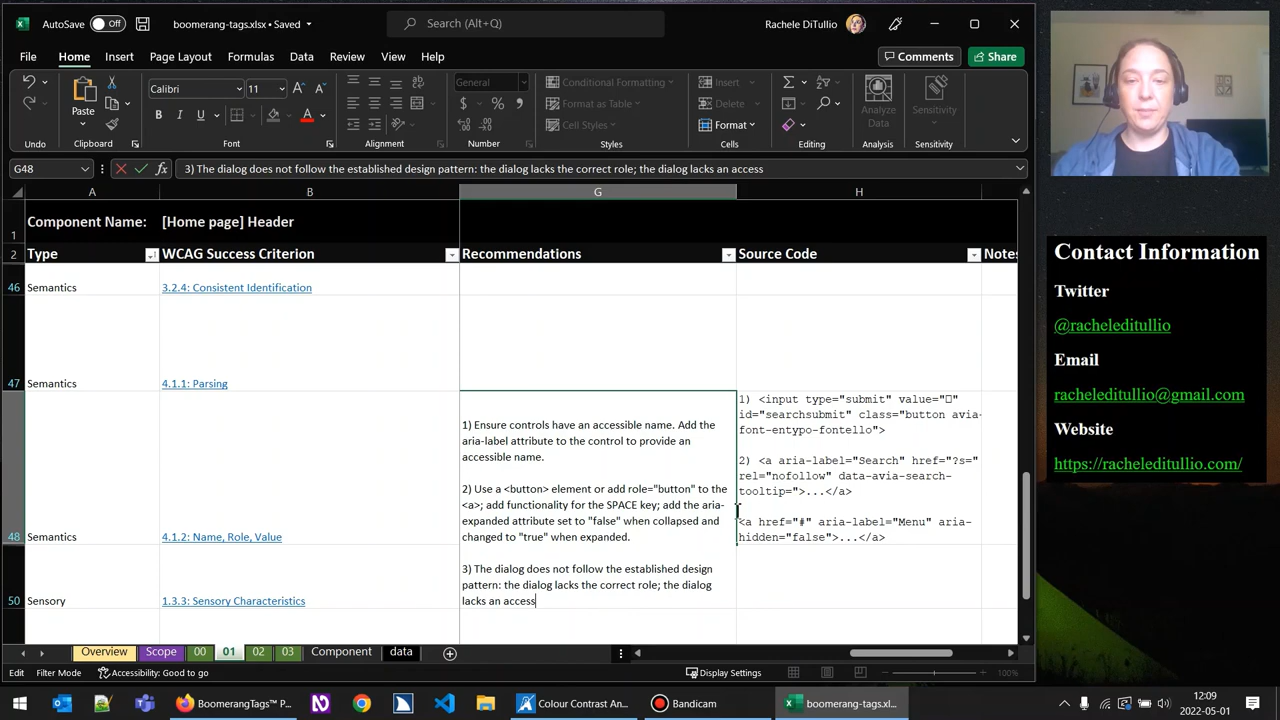 AutoSave Off boomerang-tags.xlsx • Saved Search (Alt+Q) Rachele DiTullio
File Home Insert Page Layout Formulas Data Review View Help Comments Share
Calibri 11 General Conditional Formatting Insert
Paste Format as Table Delete Analyze Data Sensitivity
B I U A $ % Cell Styles Format
Undo Clipboard Font Alignment Number Styles Cells Editing Analysis Sensitivity
G48 fx 3) The dialog does not follow the established design pattern: the dialog lacks the correct role; the dialog lacks an access
A B G H
1 Component Name: [Home page] Header
2 Type WCAG Success Criterion Recommendations Source Code Notes
46 Semantics 3.2.4: Consistent Identification
47 Semantics 4.1.1: Parsing
1) Ensure controls have an accessible name. Add the
aria-label attribute to the control to provide an
accessible name.
2) Use a <button> element or add role="button" to the
<a>; add functionality for the SPACE key; add the aria-
expanded attribute set to "false" when collapsed and
changed to "true" when expanded.
3) The dialog does not follow the established design
pattern: the dialog lacks the correct role; the dialog
lacks an access
1) <input type="submit" value="□"
id="searchsubmit" class="button avia-
font-entypo-fontello">
2) <a aria-label="Search" href="?s="
rel="nofollow" data-avia-search-
tooltip=">...</a>
<a href="#" aria-label="Menu" aria-
hidden="false">...</a>
48 Semantics 4.1.2: Name, Role, Value
50 Sensory 1.3.3: Sensory Characteristics
Overview Scope 00 01 02 03 Component data
Edit Filter Mode Accessibility: Good to go Display Settings 100%
BoomerangTags™ P... Colour Contrast An... Bandicam boomerang-tags.xl... 12:09
2022-05-01
Contact Information
Twitter
@racheleditullio
Email
racheleditullio@gmail.com
Website
https://racheleditullio.com/